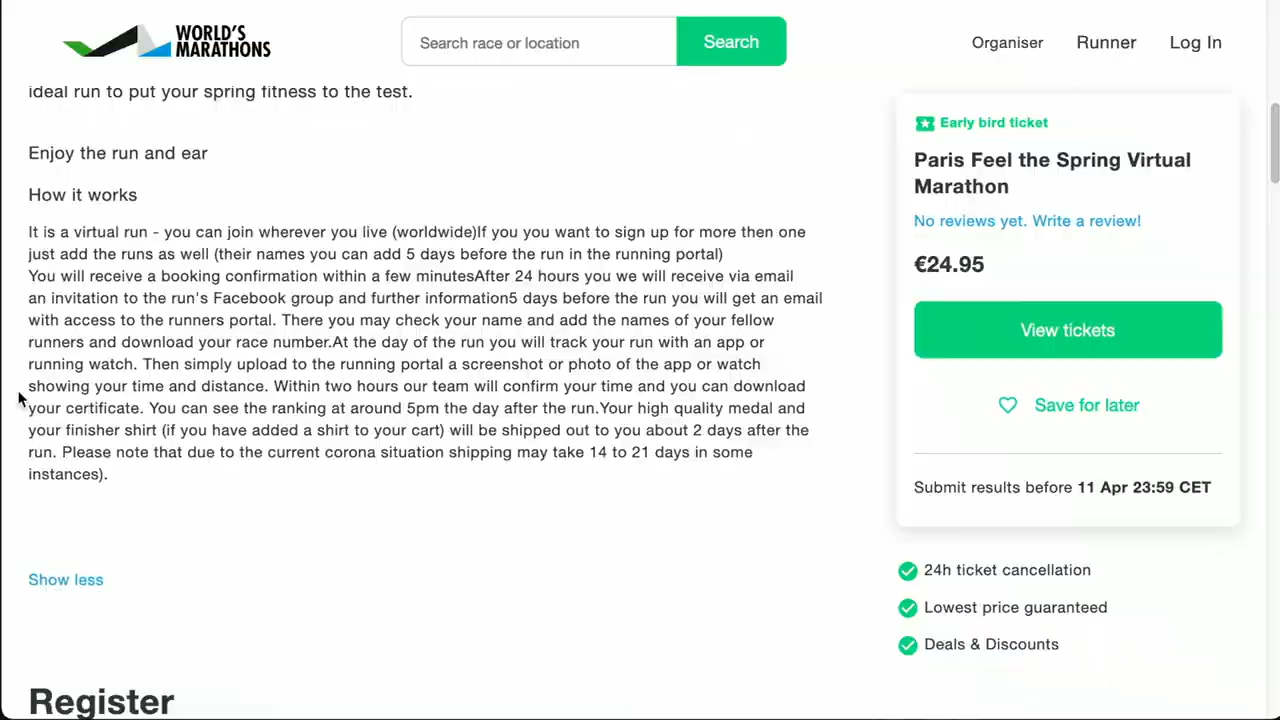 WORLD'S
MARATHONS
Search race or location
Search
Organiser
Runner
Log In
ideal run to put your spring fitness to the test.
Enjoy the run and ear
How it works
It is a virtual run - you can join wherever you live (worldwide)If you you want to sign up for more then one
just add the runs as well (their names you can add 5 days before the run in the running portal)
You will receive a booking confirmation within a few minutesAfter 24 hours you we will receive via email
an invitation to the run's Facebook group and further information5 days before the run you will get an email
with access to the runners portal. There you may check your name and add the names of your fellow
runners and download your race number.At the day of the run you will track your run with an app or
running watch. Then simply upload to the running portal a screenshot or photo of the app or watch
showing your time and distance. Within two hours our team will confirm your time and you can download
your certificate. You can see the ranking at around 5pm the day after the run.Your high quality medal and
your finisher shirt (if you have added a shirt to your cart) will be shipped out to you about 2 days after the
run. Please note that due to the current corona situation shipping may take 14 to 21 days in some
instances).
Show less
Register
Early bird ticket
Paris Feel the Spring Virtual
Marathon
No reviews yet. Write a review!
€24.95
View tickets
Save for later
Submit results before 11 Apr 23:59 CET
24h ticket cancellation
Lowest price guaranteed
Deals & Discounts